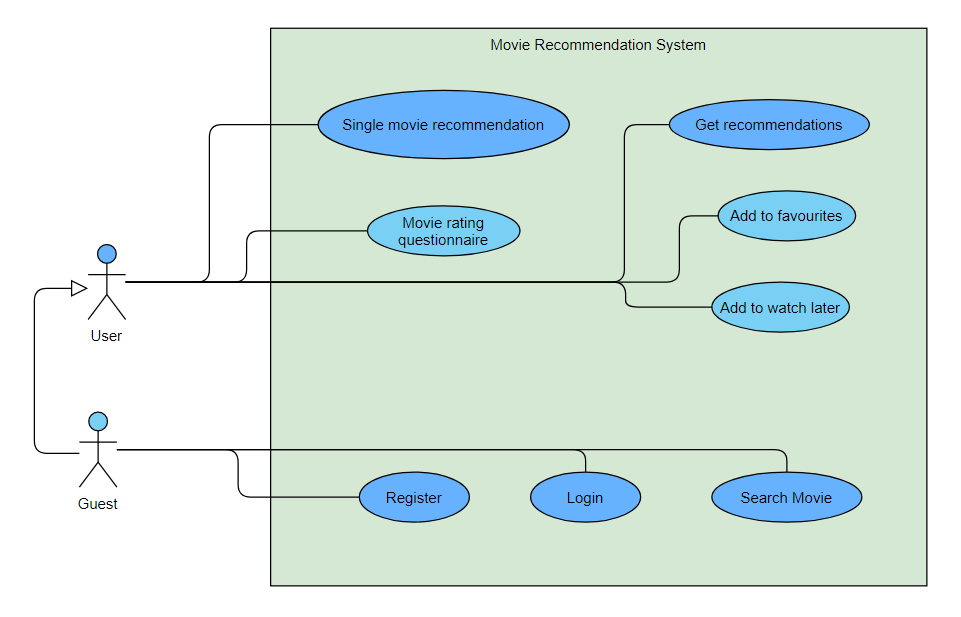 Movie Recommendation System
Single movie recommendation
Get recommendations
Movie rating
questionnaire
Add to favourites
Add to watch later
User
Guest
Register
Login
Search Movie